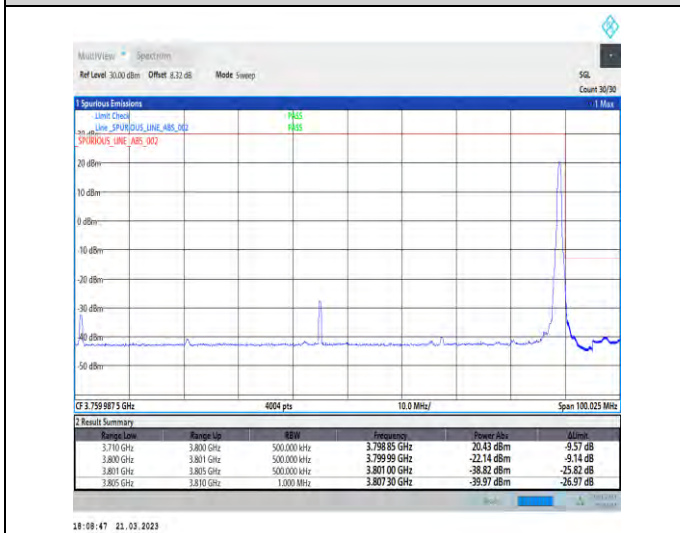 MultiView Spectrum
Ref Level 30.00 dBm Offset 8.32 dB Mode Sweep SGL
Count 30/30
1 Spurious Emissions 1 Max
Limit Check PASS
Line _SPURIOUS_LINE_ABS_002 PASS
_SPURIOUS_LINE_ABS_002
20 dBm
10 dBm
0 dBm
-10 dBm
-20 dBm
-30 dBm
-40 dBm
-50 dBm
CF 3.759 987 5 GHz 4004 pts 10.0 MHz/ Span 100.025 MHz
2 Result Summary
Range Low Range Up RBW Frequency Power Abs ΔLimit
3.710 GHz 3.800 GHz 500.000 kHz 3.798 85 GHz 20.43 dBm -9.57 dB
3.800 GHz 3.801 GHz 500.000 kHz 3.799 99 GHz -22.14 dBm -9.14 dB
3.801 GHz 3.805 GHz 500.000 kHz 3.801 00 GHz -38.82 dBm -25.82 dB
3.805 GHz 3.810 GHz 1.000 MHz 3.807 30 GHz -39.97 dBm -26.97 dB
18:08:47 21.03.2023